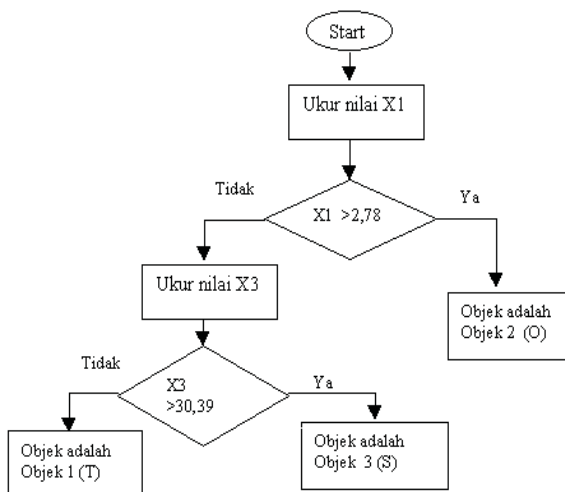 Start
Ukur nilai X1
Tidak
Ya
X1 >2,78
Ukur nilai X3
Objek adalah
Objek 2 (O)
Tidak
Ya
X3
>30,39
Objek adalah
Objek 1 (T)
Objek adalah
Objek 3 (S)